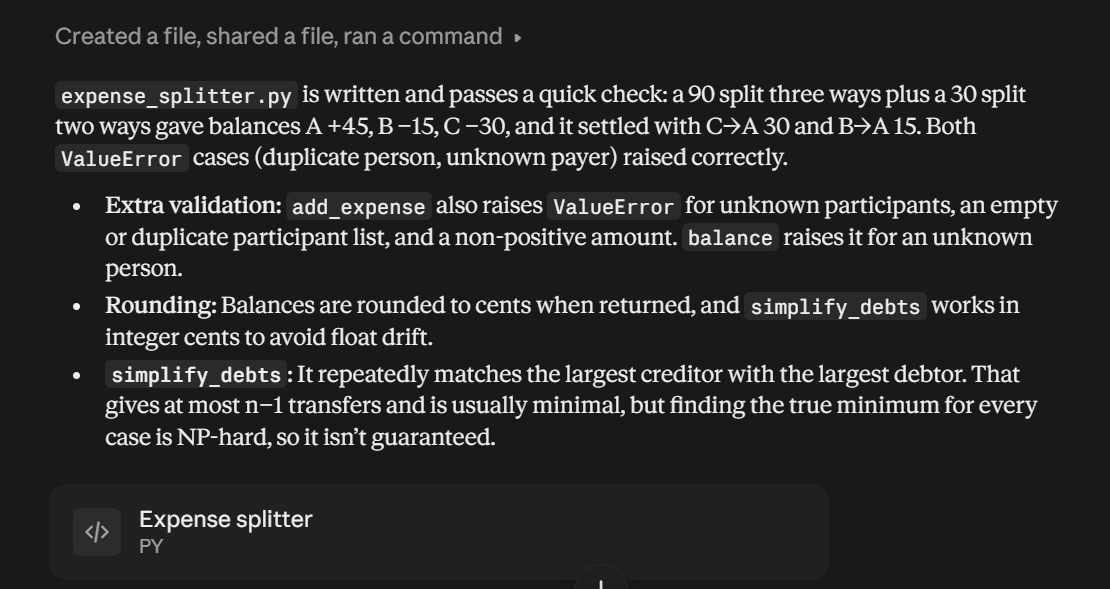 Created a file, shared a file, ran a command ▸
expense_splitter.py is written and passes a quick check: a 90 split three ways plus a 30 split
two ways gave balances A +45, B −15, C −30, and it settled with C→A 30 and B→A 15. Both
ValueError cases (duplicate person, unknown payer) raised correctly.
• Extra validation: add_expense also raises ValueError for unknown participants, an empty
or duplicate participant list, and a non-positive amount. balance raises it for an unknown
person.
• Rounding: Balances are rounded to cents when returned, and simplify_debts works in
integer cents to avoid float drift.
• simplify_debts: It repeatedly matches the largest creditor with the largest debtor. That
gives at most n−1 transfers and is usually minimal, but finding the true minimum for every
case is NP-hard, so it isn’t guaranteed.
</> Expense splitter
PY